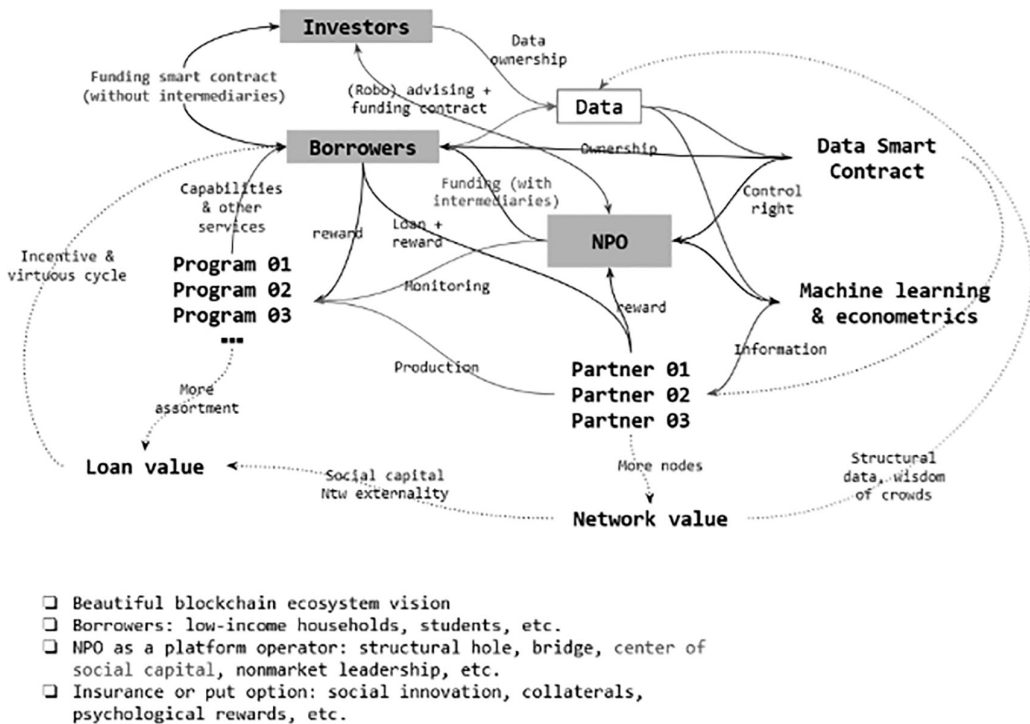 Investors
Data
ownership
Funding smart contract
(without intermediaries)
(Robo) advising +
funding contract
Data
Borrowers
Ownership
Data Smart
Contract
Capabilities
& other
services
Funding (with
intermediaries)
Control
right
reward
Loan +
reward
NPO
Incentive &
virtuous cycle
Program 01
Program 02
Program 03
...
Monitoring
reward
Machine learning
& econometrics
Production
Information
Partner 01
Partner 02
Partner 03
More
assortment
Loan value
Social capital
Ntw externality
More nodes
Structural
data, wisdom
of crowds
Network value
❑ Beautiful blockchain ecosystem vision
❑ Borrowers: low-income households, students, etc.
❑ NPO as a platform operator: structural hole, bridge, center of
social capital, nonmarket leadership, etc.
❑ Insurance or put option: social innovation, collaterals,
psychological rewards, etc.